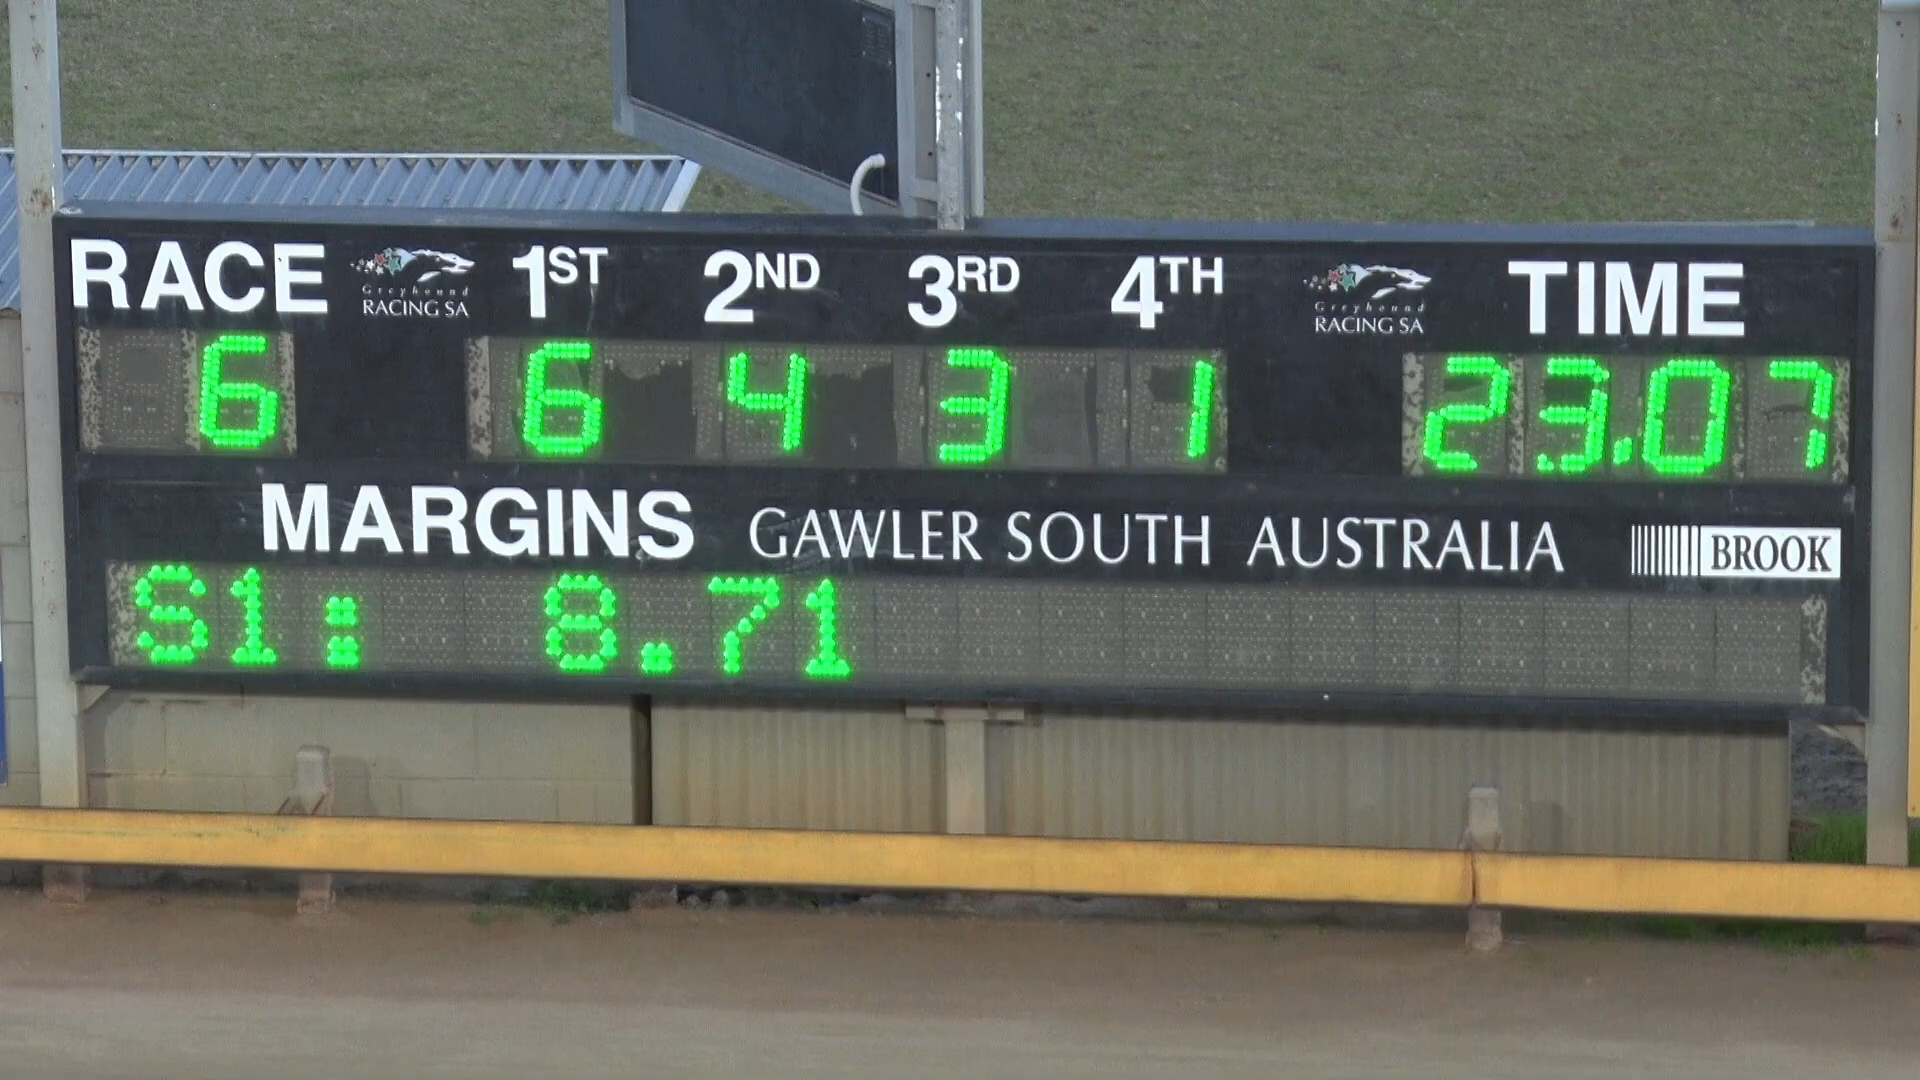 RACE Greyhound RACING SA 1ST 2ND 3RD 4TH Greyhound RACING SA TIME
6 6 4 3 1 23.07
MARGINS GAWLER SOUTH AUSTRALIA BROOK
S1: 8.71